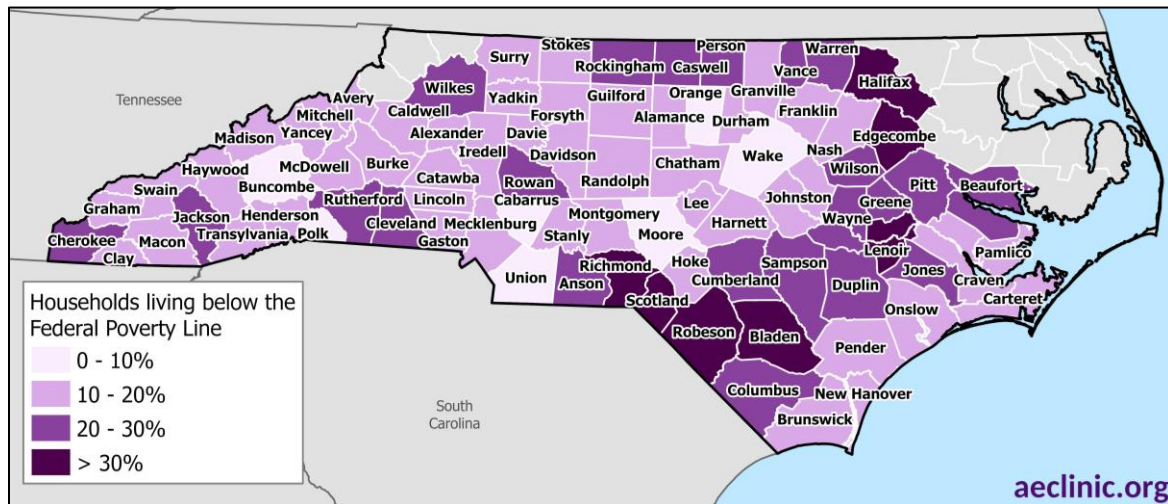 Tennessee
South
Carolina
Surry
Stokes
Rockingham
Caswell
Person
Warren
Vance
Halifax
Wilkes
Yadkin
Forsyth
Guilford
Orange
Granville
Alamance
Durham
Franklin
Avery
Mitchell
Caldwell
Madison
Yancey
Alexander
Davie
Iredell
Davidson
Edgecombe
Nash
Haywood
McDowell
Burke
Catawba
Rowan
Randolph
Chatham
Wake
Wilson
Pitt
Beaufort
Swain
Buncombe
Rutherford
Lincoln
Cabarrus
Lee
Johnston
Greene
Graham
Jackson
Henderson
Cleveland
Mecklenburg
Montgomery
Harnett
Wayne
Cherokee
Macon
Transylvania
Polk
Gaston
Stanly
Moore
Lenoir
Pamlico
Clay
Union
Anson
Richmond
Hoke
Cumberland
Sampson
Duplin
Jones
Craven
Carteret
Scotland
Onslow
Robeson
Bladen
Pender
Columbus
New Hanover
Brunswick
Households living below the
Federal Poverty Line
0 - 10%
10 - 20%
20 - 30%
> 30%
aeclinic.org